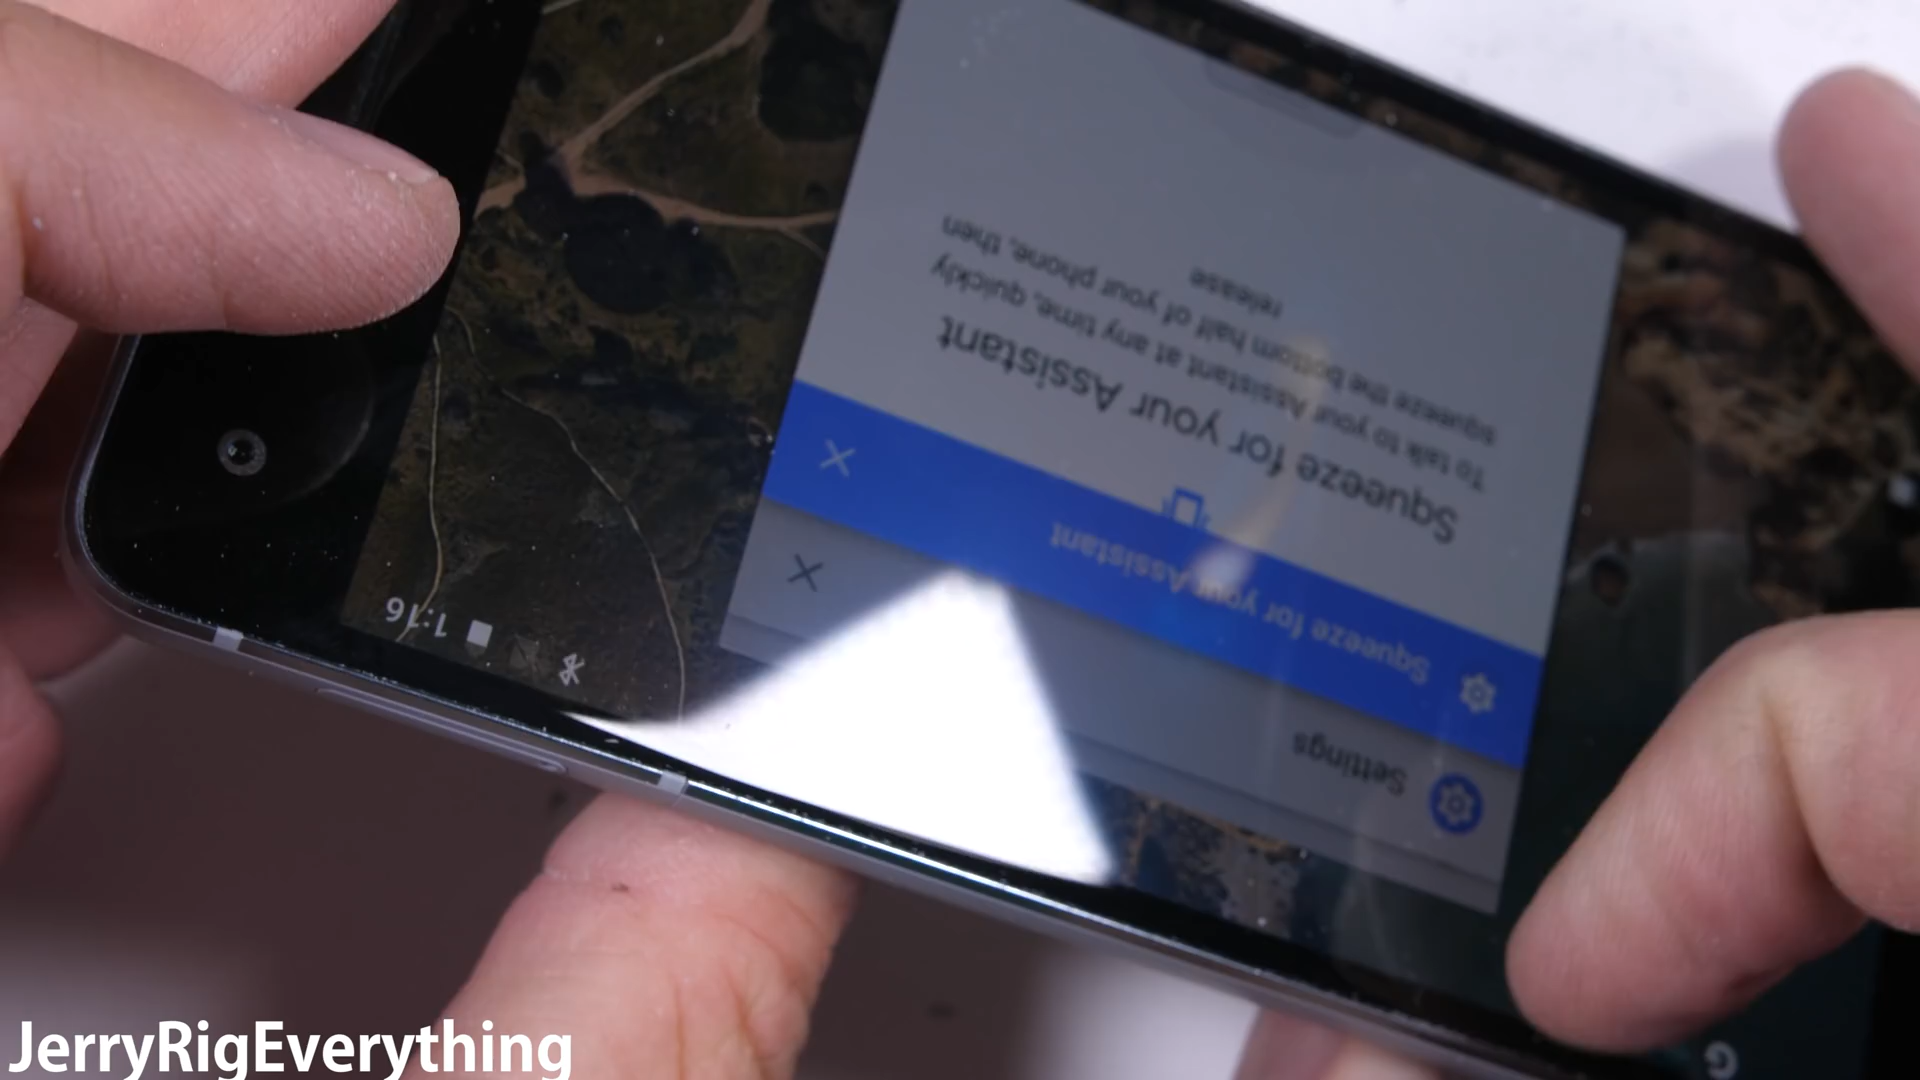 1:16
Settings
Squeeze for your Assistant
Squeeze for your Assistant
To talk to your Assistant at any time, quickly
squeeze the bottom half of your phone, then
release
G
JerryRigEverything